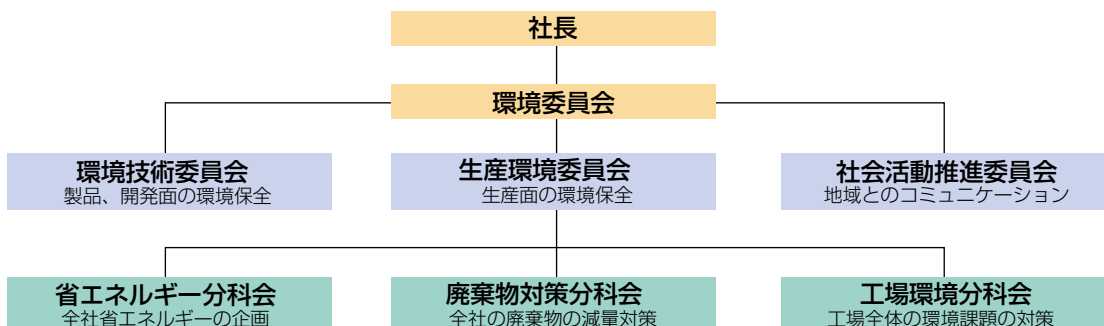 社長
環境委員会
環境技術委員会
製品、開発面の環境保全
生産環境委員会
生産面の環境保全
社会活動推進委員会
地域とのコミュニケーション
省エネルギー分科会
全社省エネルギーの企画
廃棄物対策分科会
全社の廃棄物の減量対策
工場環境分科会
工場全体の環境課題の対策